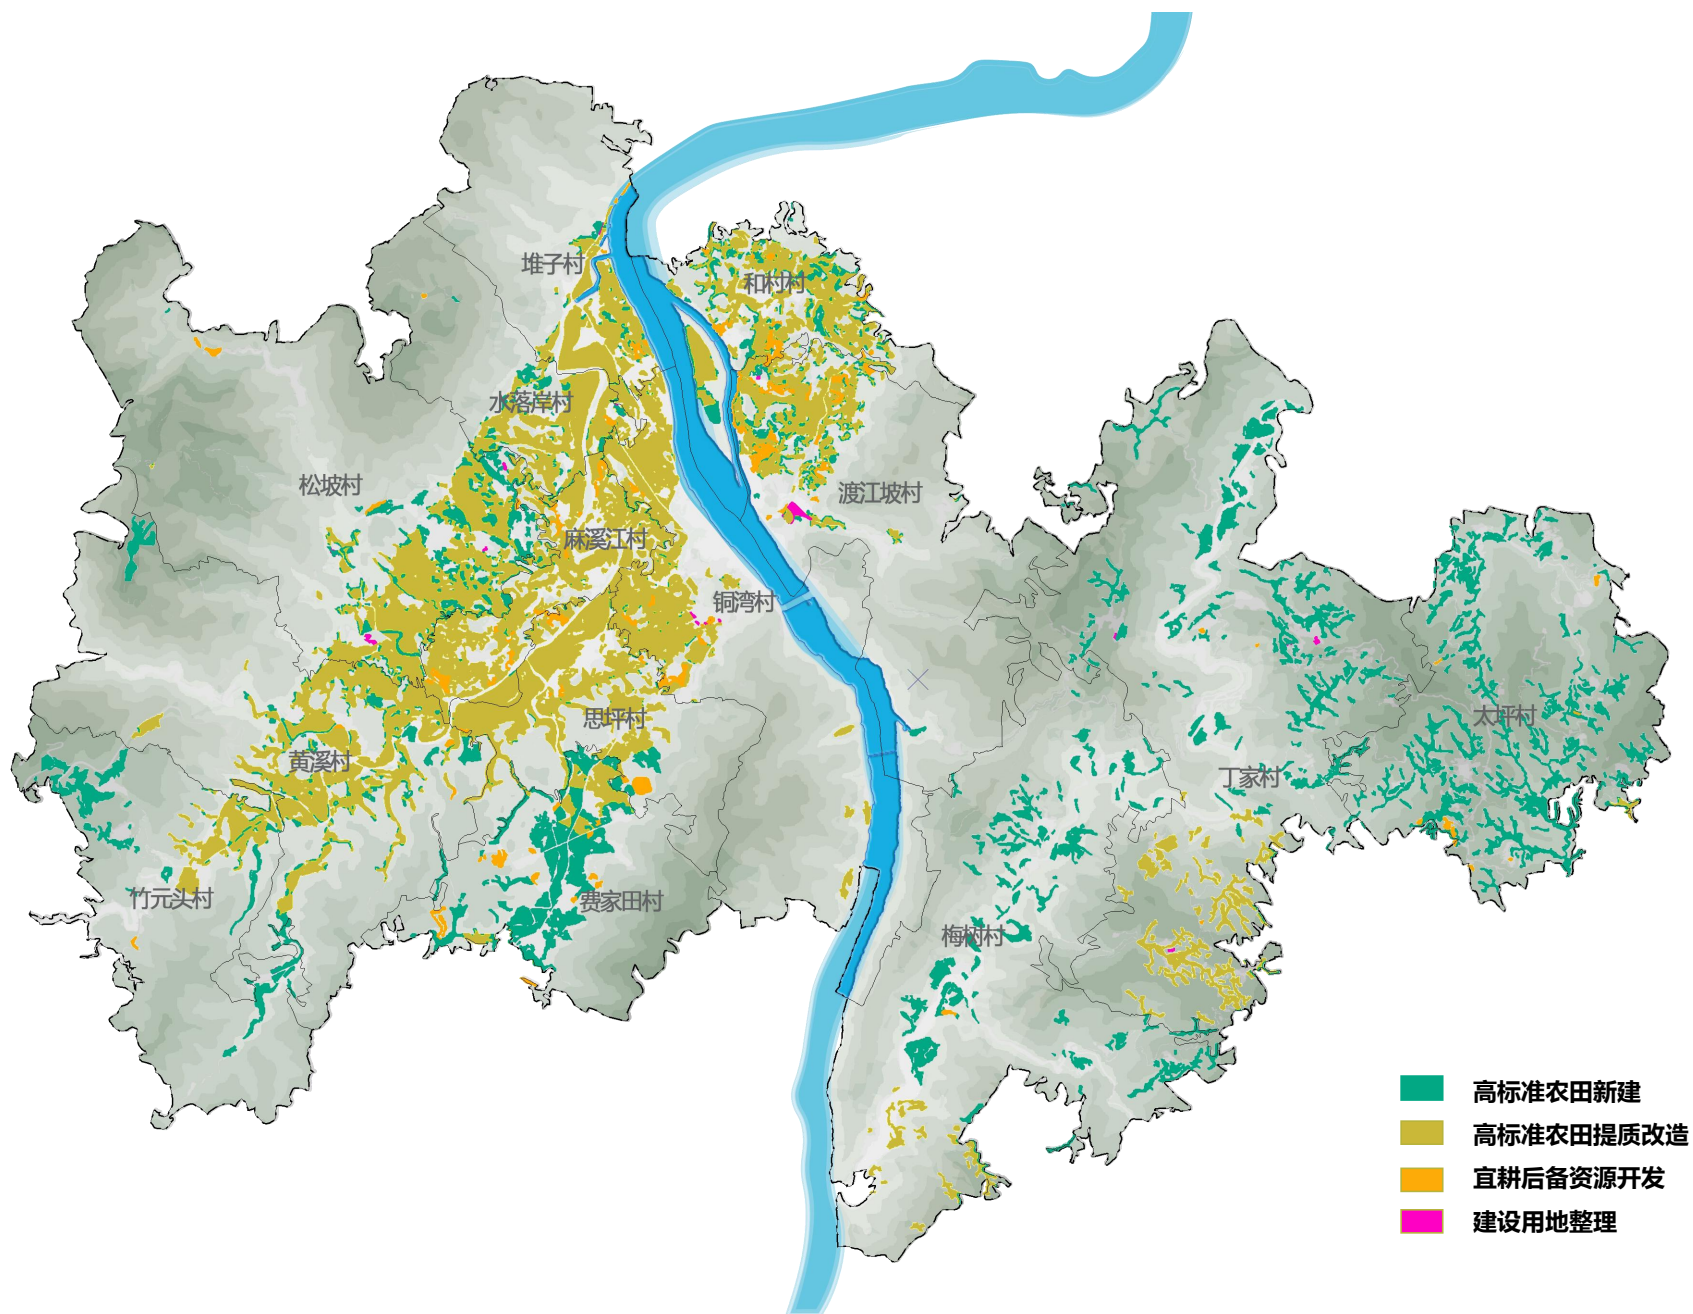 堆子村
和村村
水落岸村
松坡村
渡江坡村
麻溪江村
铜湾村
思坪村
太坪村
黄溪村
丁家村
竹元头村
费家田村
梅树村
高标准农田新建
高标准农田提质改造
宜耕后备资源开发
建设用地整理